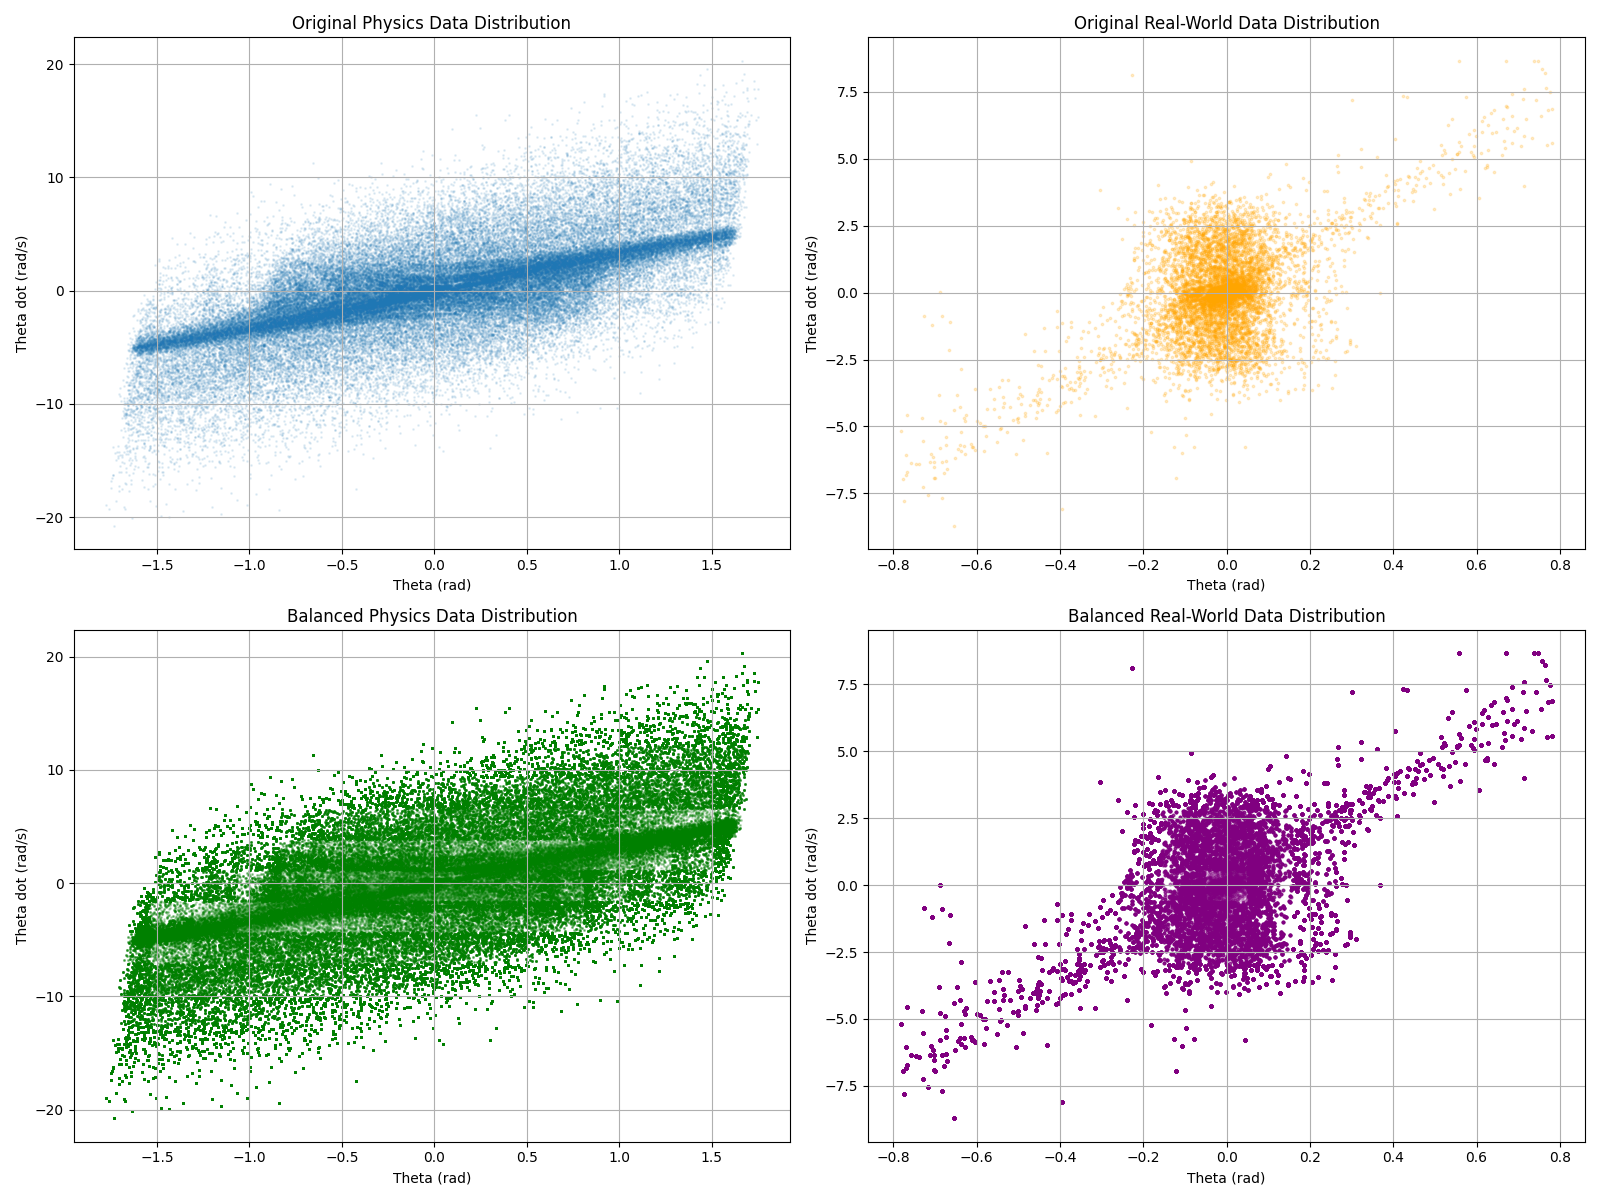 Original Physics Data Distribution
Theta dot (rad/s)
20
10
0
−10
−20
−1.5 −1.0 −0.5 0.0 0.5 1.0 1.5
Theta (rad)
Original Real-World Data Distribution
Theta dot (rad/s)
7.5
5.0
2.5
0.0
−2.5
−5.0
−7.5
−0.8 −0.6 −0.4 −0.2 0.0 0.2 0.4 0.6 0.8
Theta (rad)
Balanced Physics Data Distribution
Theta dot (rad/s)
20
10
0
−10
−20
−1.5 −1.0 −0.5 0.0 0.5 1.0 1.5
Theta (rad)
Balanced Real-World Data Distribution
Theta dot (rad/s)
7.5
5.0
2.5
0.0
−2.5
−5.0
−7.5
−0.8 −0.6 −0.4 −0.2 0.0 0.2 0.4 0.6 0.8
Theta (rad)